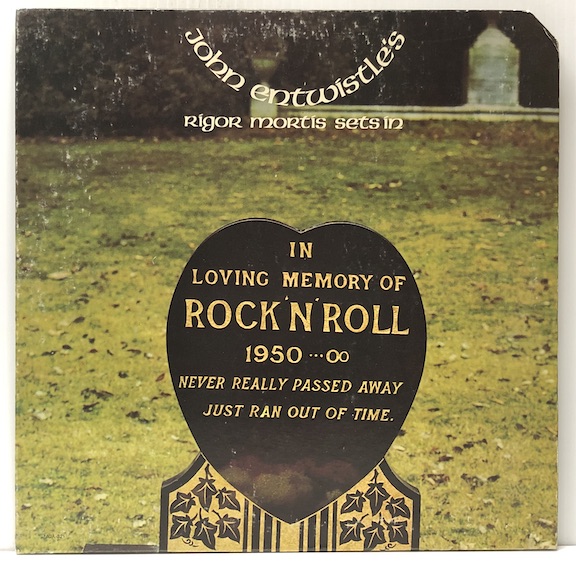 John Entwistle's
Rigor Mortis Sets in
IN
LOVING MEMORY OF
ROCK 'N' ROLL
1950 ··· ∞
NEVER REALLY PASSED AWAY
JUST RAN OUT OF TIME.